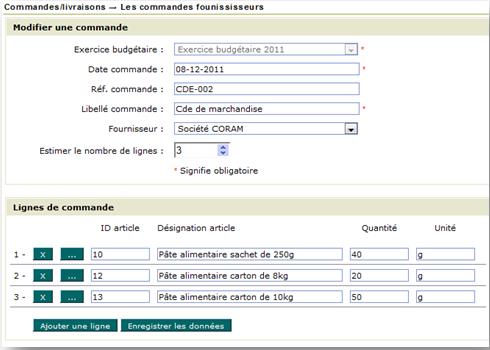 Commandes/livraisons → Les commandes founississeurs
Modifier une commande
Exercice budgétaire : Exercice budgétaire 2011 *
Date commande : 08-12-2011 *
Réf. commande : CDE-002
Libellé commande : Cde de marchandise *
Fournisseur : Société CORAM
Estimer le nombre de lignes : 3
* Signifie obligatoire
Lignes de commande
ID article Désignation article Quantité Unité
1 - X ... 10 Pâte alimentaire sachet de 250g 40 g
2 - X ... 12 Pâte alimentaire carton de 8kg 20 g
3 - X ... 13 Pâte alimentaire carton de 10kg 50 g
Ajouter une ligne Enregistrer les données